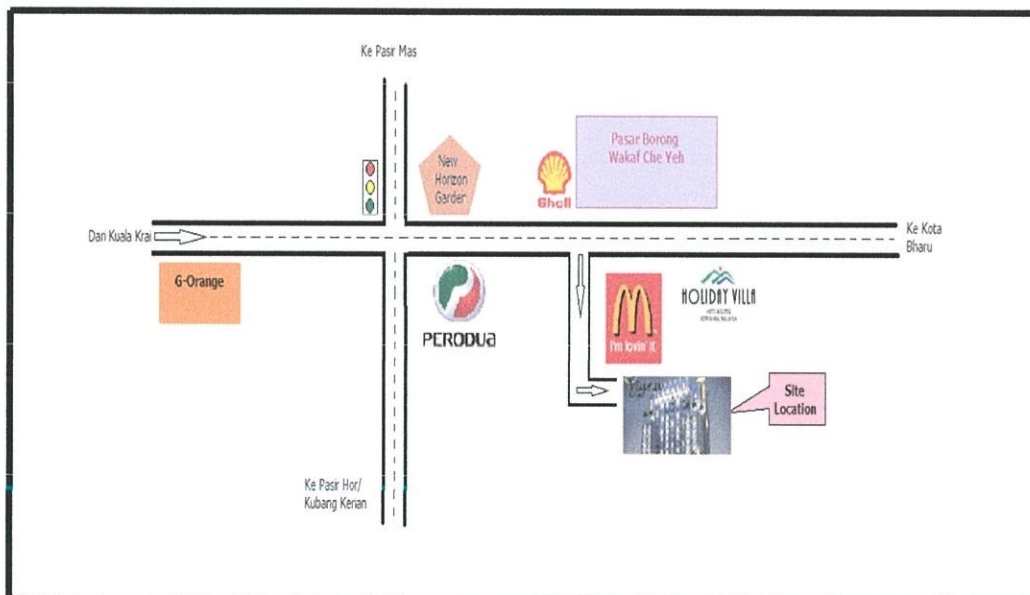 Ke Pasir Mas
New
Horizon
Garden
Shell
Pasar Borong
Wakaf Che Yeh
Dari Kuala Krai
Ke Kota
Bharu
G-Orange
PERODUA
I'm lovin' it
HOLIDAY VILLA
Site
Location
Ke Pasir Hor/
Kubang Kerian